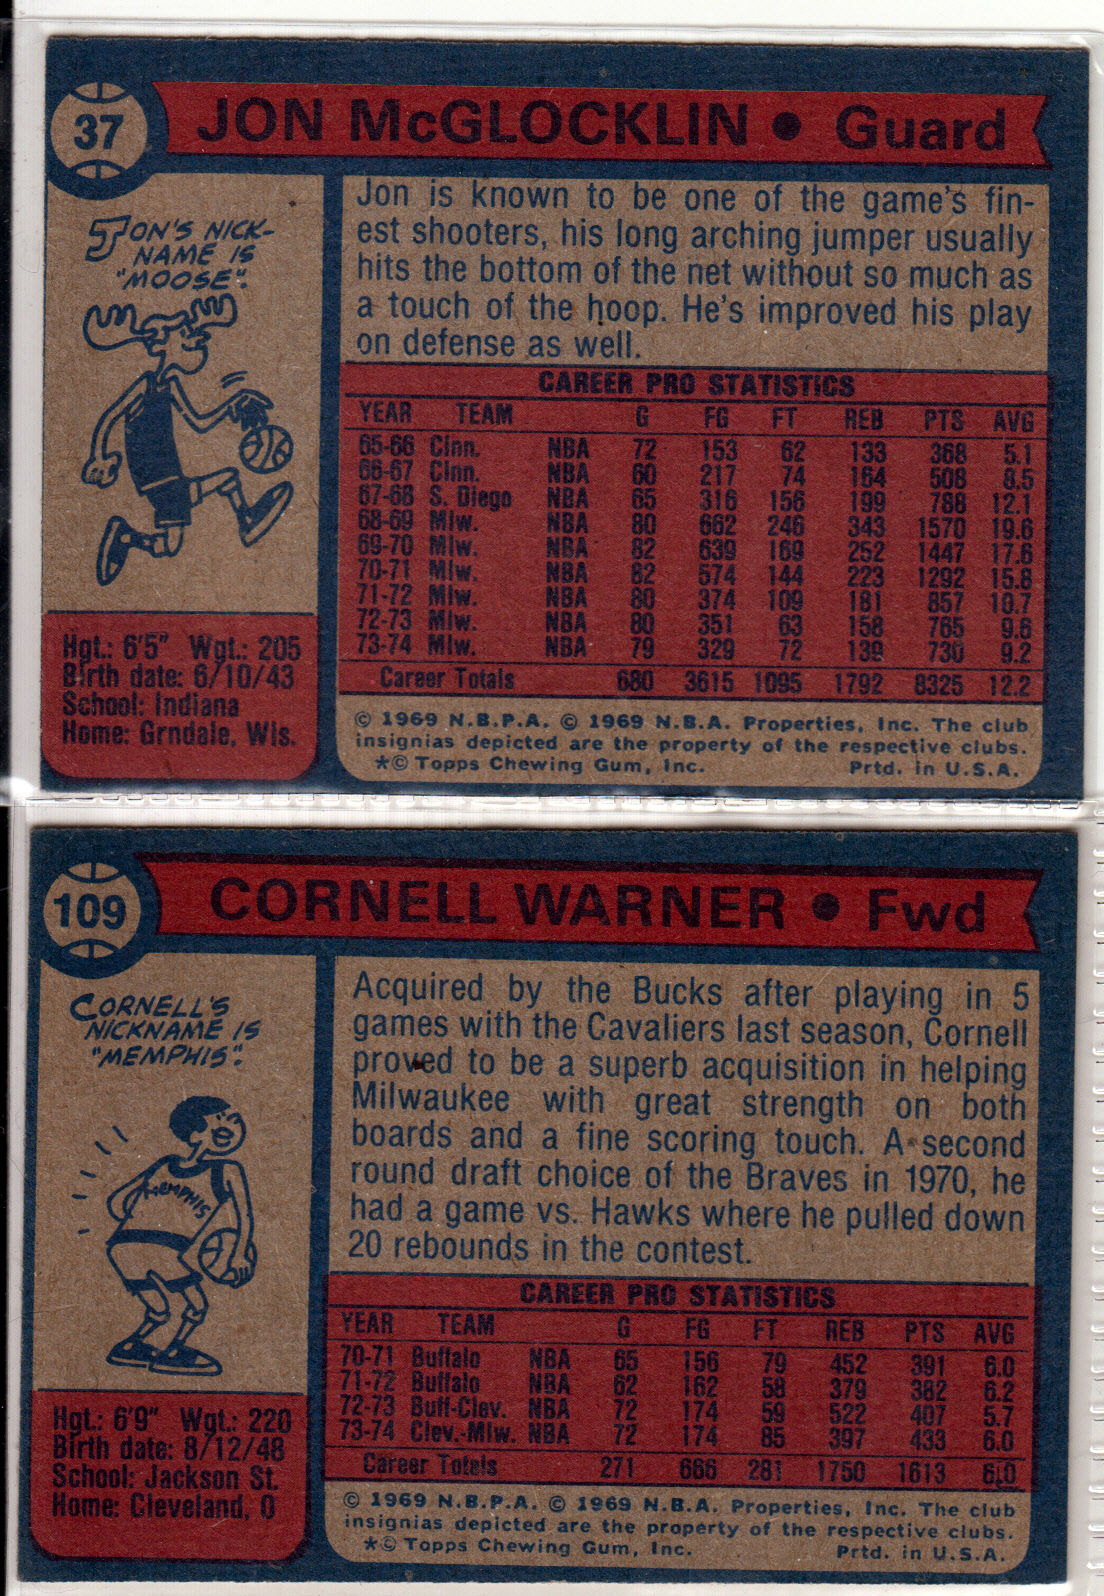 37
JON McGLOCKLIN • Guard
JON'S NICK-
NAME IS
"MOOSE".
Jon is known to be one of the game's fin-
est shooters, his long arching jumper usually
hits the bottom of the net without so much as
a touch of the hoop. He's improved his play
on defense as well.
CAREER PRO STATISTICS
YEAR TEAM G FG FT REB PTS AVG
65-66 Cinn. NBA 72 153 62 133 368 5.1
66-67 Cinn. NBA 60 217 74 164 508 8.5
67-68 S. Diego NBA 65 316 156 199 788 12.1
68-69 Mlw. NBA 80 662 246 343 1570 19.6
69-70 Mlw. NBA 82 639 169 252 1447 17.6
70-71 Mlw. NBA 82 574 144 223 1292 15.8
71-72 Mlw. NBA 80 374 109 181 857 10.7
72-73 Mlw. NBA 80 351 63 158 765 9.6
73-74 Mlw. NBA 79 329 72 139 730 9.2
Career Totals 680 3615 1095 1792 8325 12.2
Hgt.: 6'5" Wgt.: 205
Birth date: 6/10/43
School: Indiana
Home: Grndale, Wis.
© 1969 N.B.P.A. © 1969 N.B.A. Properties, Inc. The club
insignias depicted are the property of the respective clubs.
*© Topps Chewing Gum, Inc. Prtd. in U.S.A.
109
CORNELL WARNER • Fwd
CORNELL'S
NICKNAME IS
"MEMPHIS".
MEMPHIS
Acquired by the Bucks after playing in 5
games with the Cavaliers last season, Cornell
proved to be a superb acquisition in helping
Milwaukee with great strength on both
boards and a fine scoring touch. A second
round draft choice of the Braves in 1970, he
had a game vs. Hawks where he pulled down
20 rebounds in the contest.
CAREER PRO STATISTICS
YEAR TEAM G FG FT REB PTS AVG
70-71 Buffalo NBA 65 156 79 452 391 6.0
71-72 Buffalo NBA 62 162 58 379 382 6.2
72-73 Buff-Clev. NBA 72 174 59 522 407 5.7
73-74 Clev.-Mlw. NBA 72 174 85 397 433 6.0
Career Totals 271 666 281 1750 1613 6.0
Hgt.: 6'9" Wgt.: 220
Birth date: 8/12/48
School: Jackson St.
Home: Cleveland, O
© 1969 N.B.P.A. © 1969 N.B.A. Properties, Inc. The club
insignias depicted are the property of the respective clubs.
*© Topps Chewing Gum, Inc. Prtd. in U.S.A.